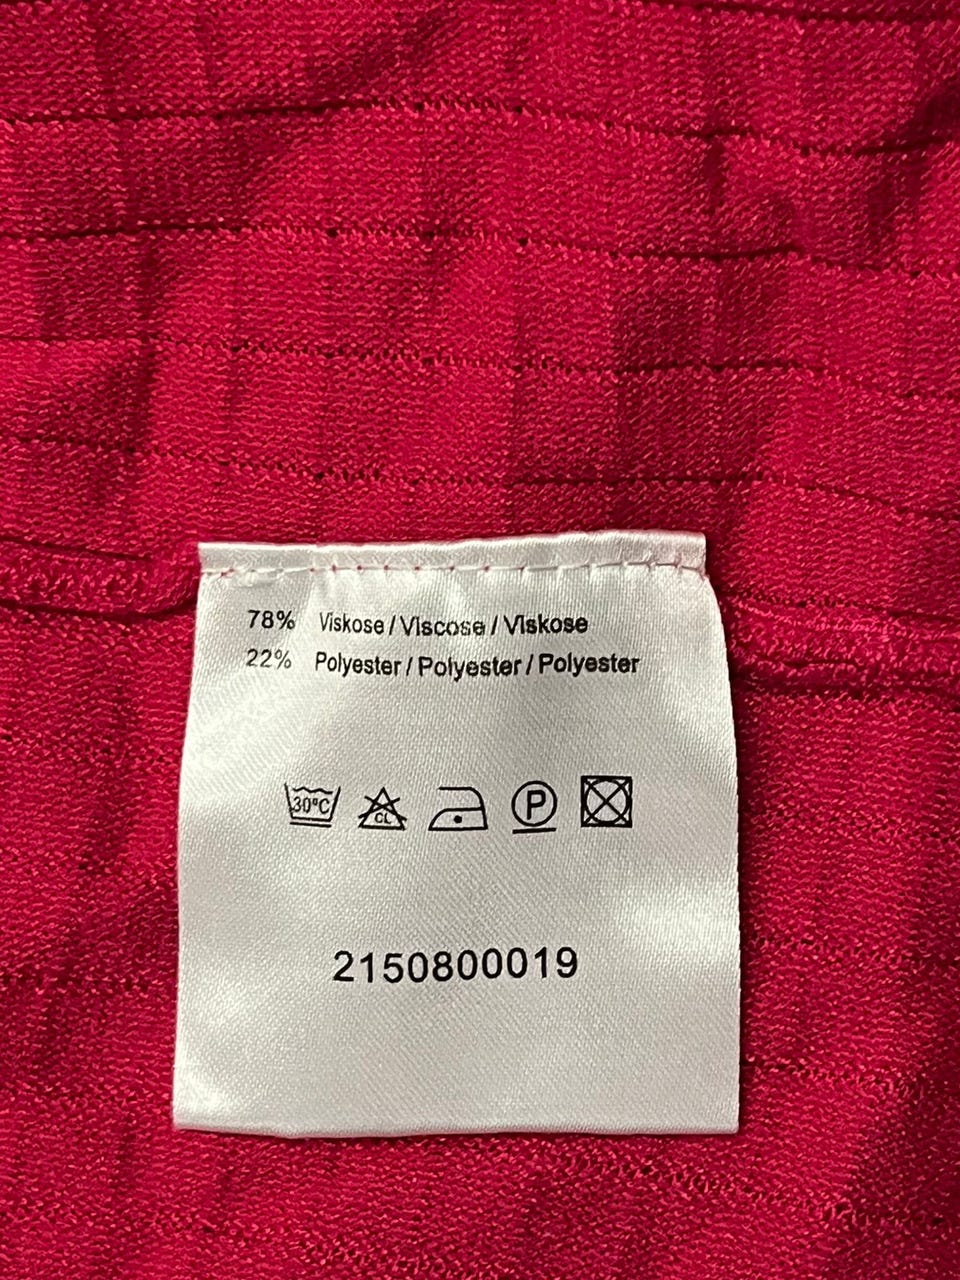 78% Viskose / Viscose / Viskose
22% Polyester / Polyester / Polyester
30°C CL P
2150800019